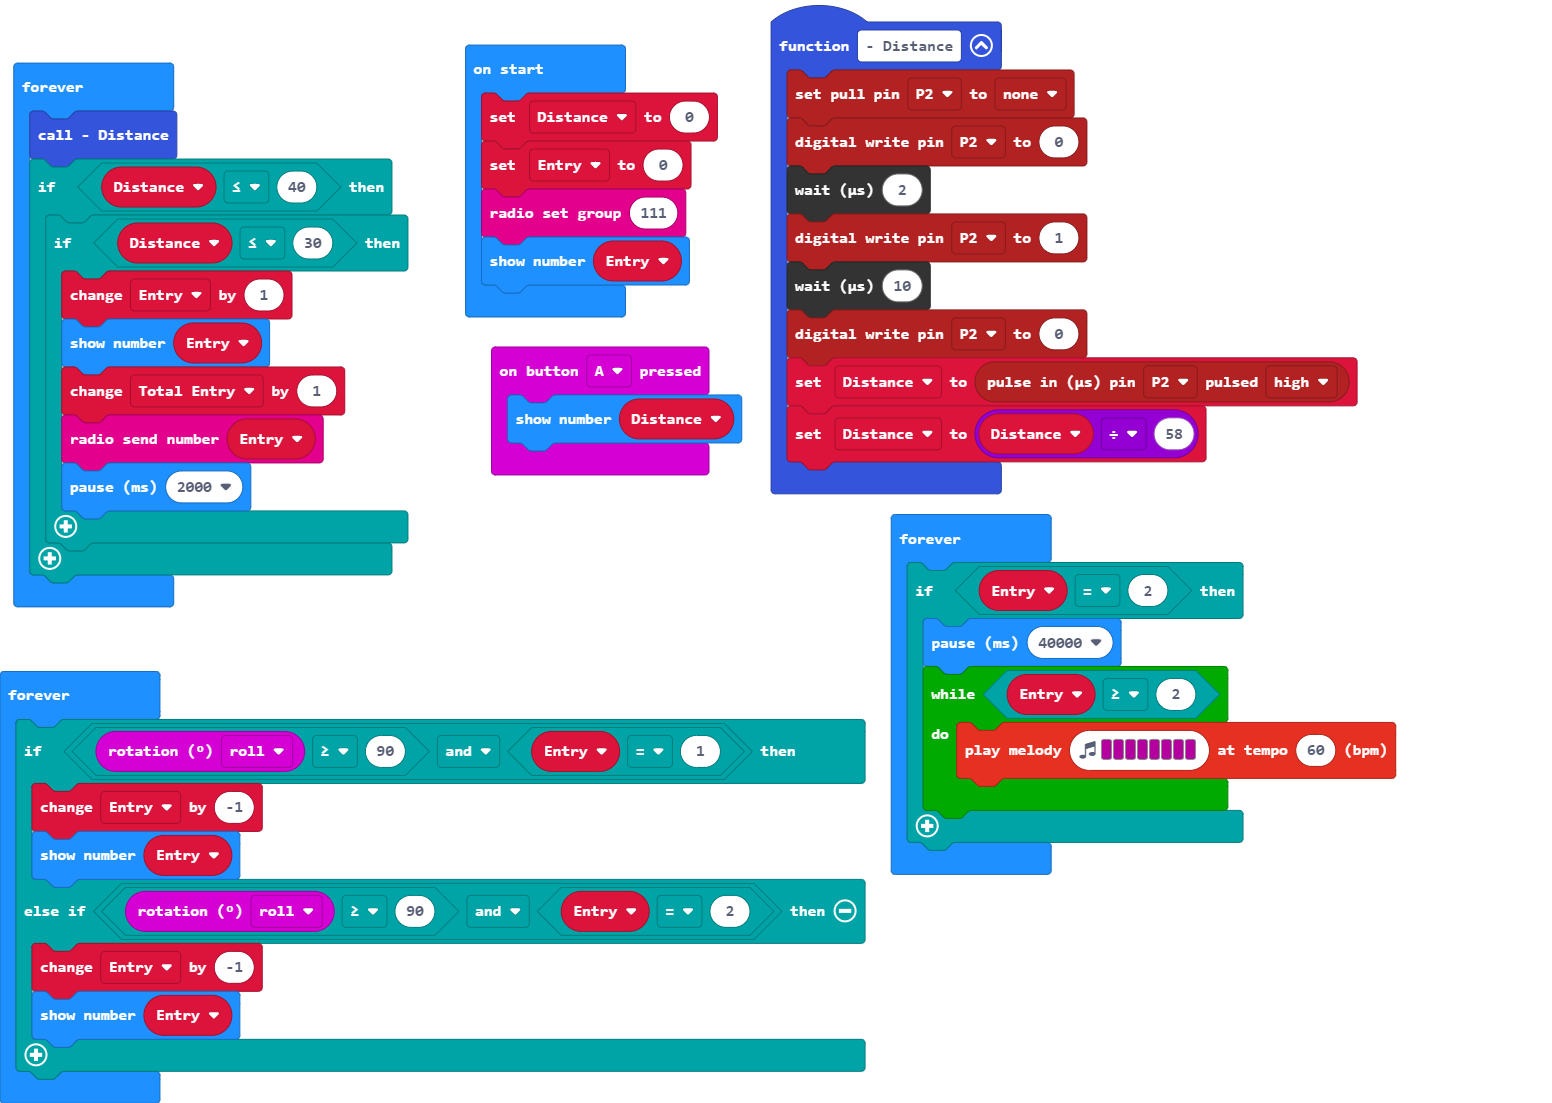 forever
call - Distance
if Distance ≤ 40 then
if Distance ≤ 30 then
change Entry by 1
show number Entry
change Total Entry by 1
radio send number Entry
pause (ms) 2000
on start
set Distance to 0
set Entry to 0
radio set group 111
show number Entry
on button A pressed
show number Distance
function - Distance
set pull pin P2 to none
digital write pin P2 to 0
wait (µs) 2
digital write pin P2 to 1
wait (µs) 10
digital write pin P2 to 0
set Distance to pulse in (µs) pin P2 pulsed high
set Distance to Distance ÷ 58
forever
if Entry = 2 then
pause (ms) 40000
while Entry ≥ 2
do play melody at tempo 60 (bpm)
forever
if rotation (º) roll ≥ 90 and Entry = 1 then
change Entry by -1
show number Entry
else if rotation (º) roll ≥ 90 and Entry = 2 then
change Entry by -1
show number Entry